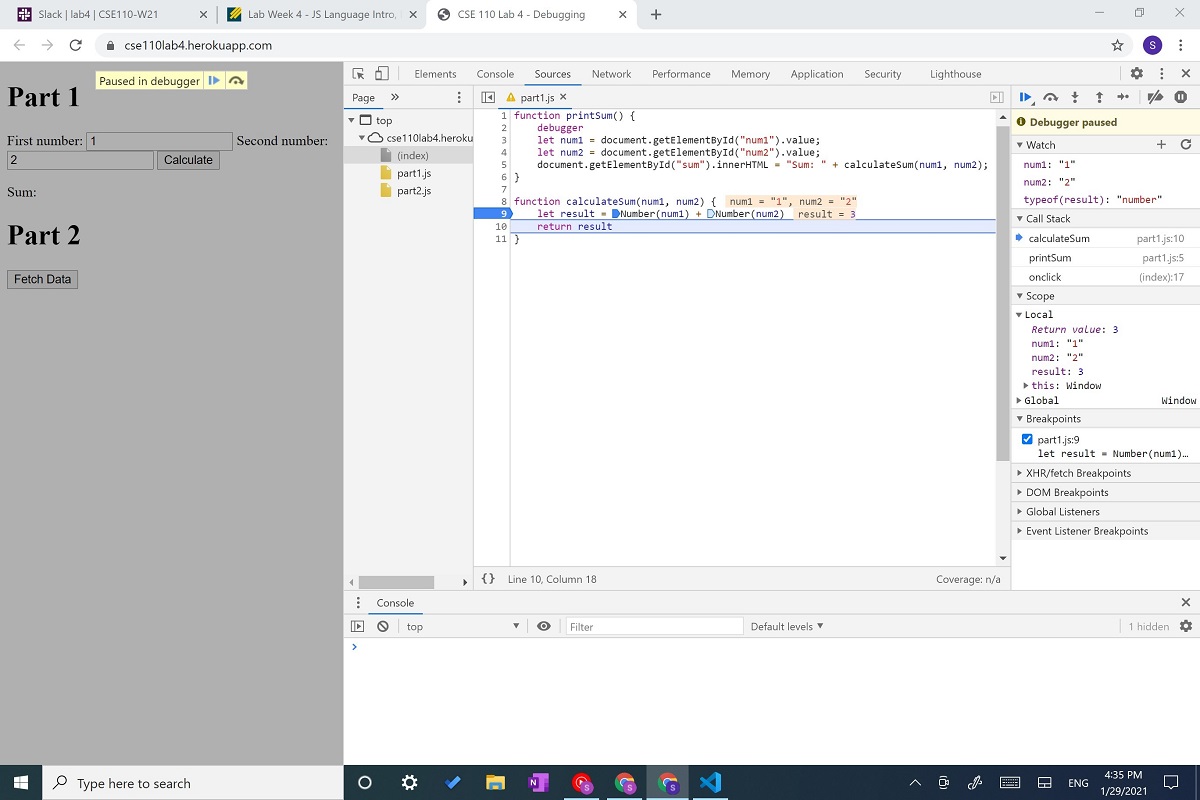 Slack | lab4 | CSE110-W21
Lab Week 4 - JS Language Intro,
CSE 110 Lab 4 - Debugging
cse110lab4.herokuapp.com
S
Paused in debugger
Part 1
First number: 1 Second number:
2 Calculate
Sum:
Part 2
Fetch Data
Elements Console Sources Network Performance Memory Application Security Lighthouse
Page
part1.js
top
cse110lab4.heroku
(index)
part1.js
part2.js
1 function printSum() {
2 debugger
3 let num1 = document.getElementById("num1").value;
4 let num2 = document.getElementById("num2").value;
5 document.getElementById("sum").innerHTML = "Sum: " + calculateSum(num1, num2);
6 }
7
8 function calculateSum(num1, num2) { num1 = "1", num2 = "2"
9 let result = Number(num1) + Number(num2) result = 3
10 return result
11 }
{} Line 10, Column 18
Coverage: n/a
Debugger paused
Watch
num1: "1"
num2: "2"
typeof(result): "number"
Call Stack
calculateSum part1.js:10
printSum part1.js:5
onclick (index):17
Scope
Local
Return value: 3
num1: "1"
num2: "2"
result: 3
this: Window
Global Window
Breakpoints
part1.js:9
let result = Number(num1)…
XHR/fetch Breakpoints
DOM Breakpoints
Global Listeners
Event Listener Breakpoints
Console
top
Filter
Default levels
1 hidden
Type here to search
ENG
4:35 PM
1/29/2021